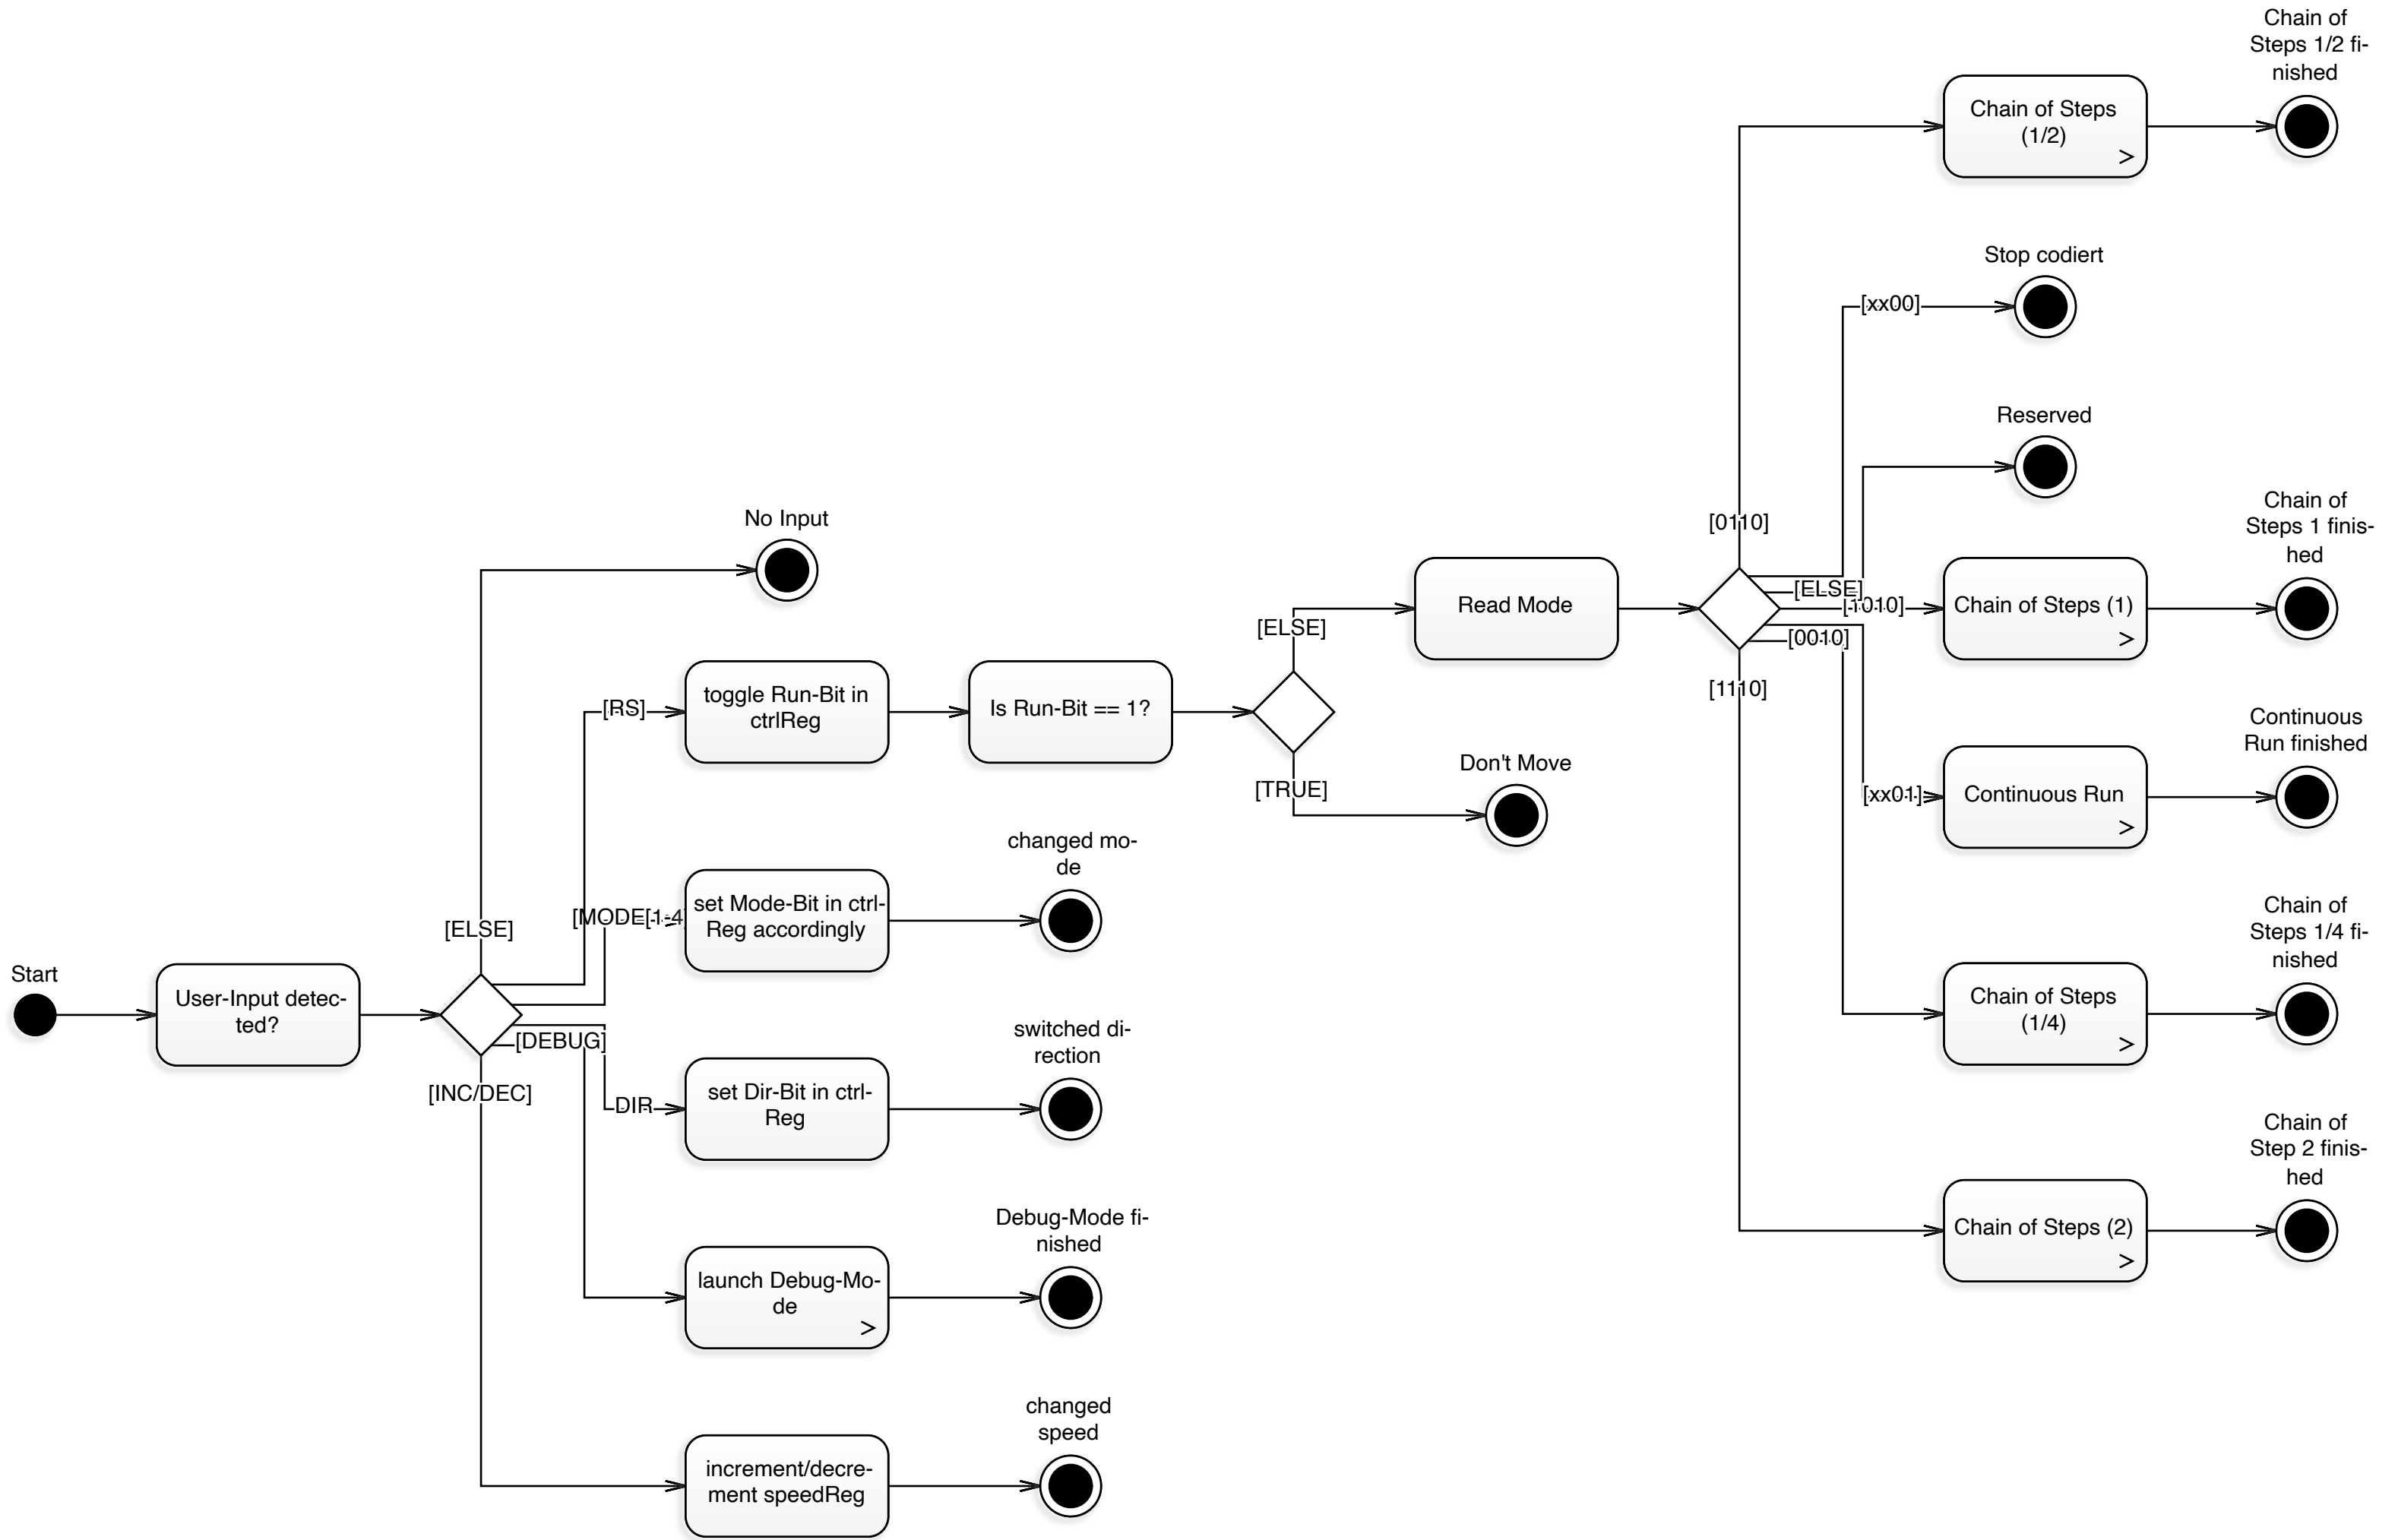 Chain of
Steps 1/2 fi-
nished
Chain of Steps
(1/2)
>
Stop codiert
[xx00]
Reserved
Chain of
Steps 1 finis-
hed
No Input
[0110]
[ELSE]
[1010]
Read Mode
Chain of Steps (1)
>
[ELSE]
[0010]
[1110]
toggle Run-Bit in
ctrlReg
[RS]
Is Run-Bit == 1?
Continuous
Run finished
Don't Move
[TRUE]
[xx01]
Continuous Run
>
changed mo-
de
[MODE[1-4
set Mode-Bit in ctrl-
Reg accordingly
[ELSE]
Chain of
Steps 1/4 fi-
nished
Start
User-Input detec-
ted?
Chain of Steps
(1/4)
>
[DEBUG]
switched di-
rection
[INC/DEC]
DIR
set Dir-Bit in ctrl-
Reg
Chain of
Step 2 finis-
hed
Debug-Mode fi-
nished
Chain of Steps (2)
>
launch Debug-Mo-
de
>
changed
speed
increment/decre-
ment speedReg